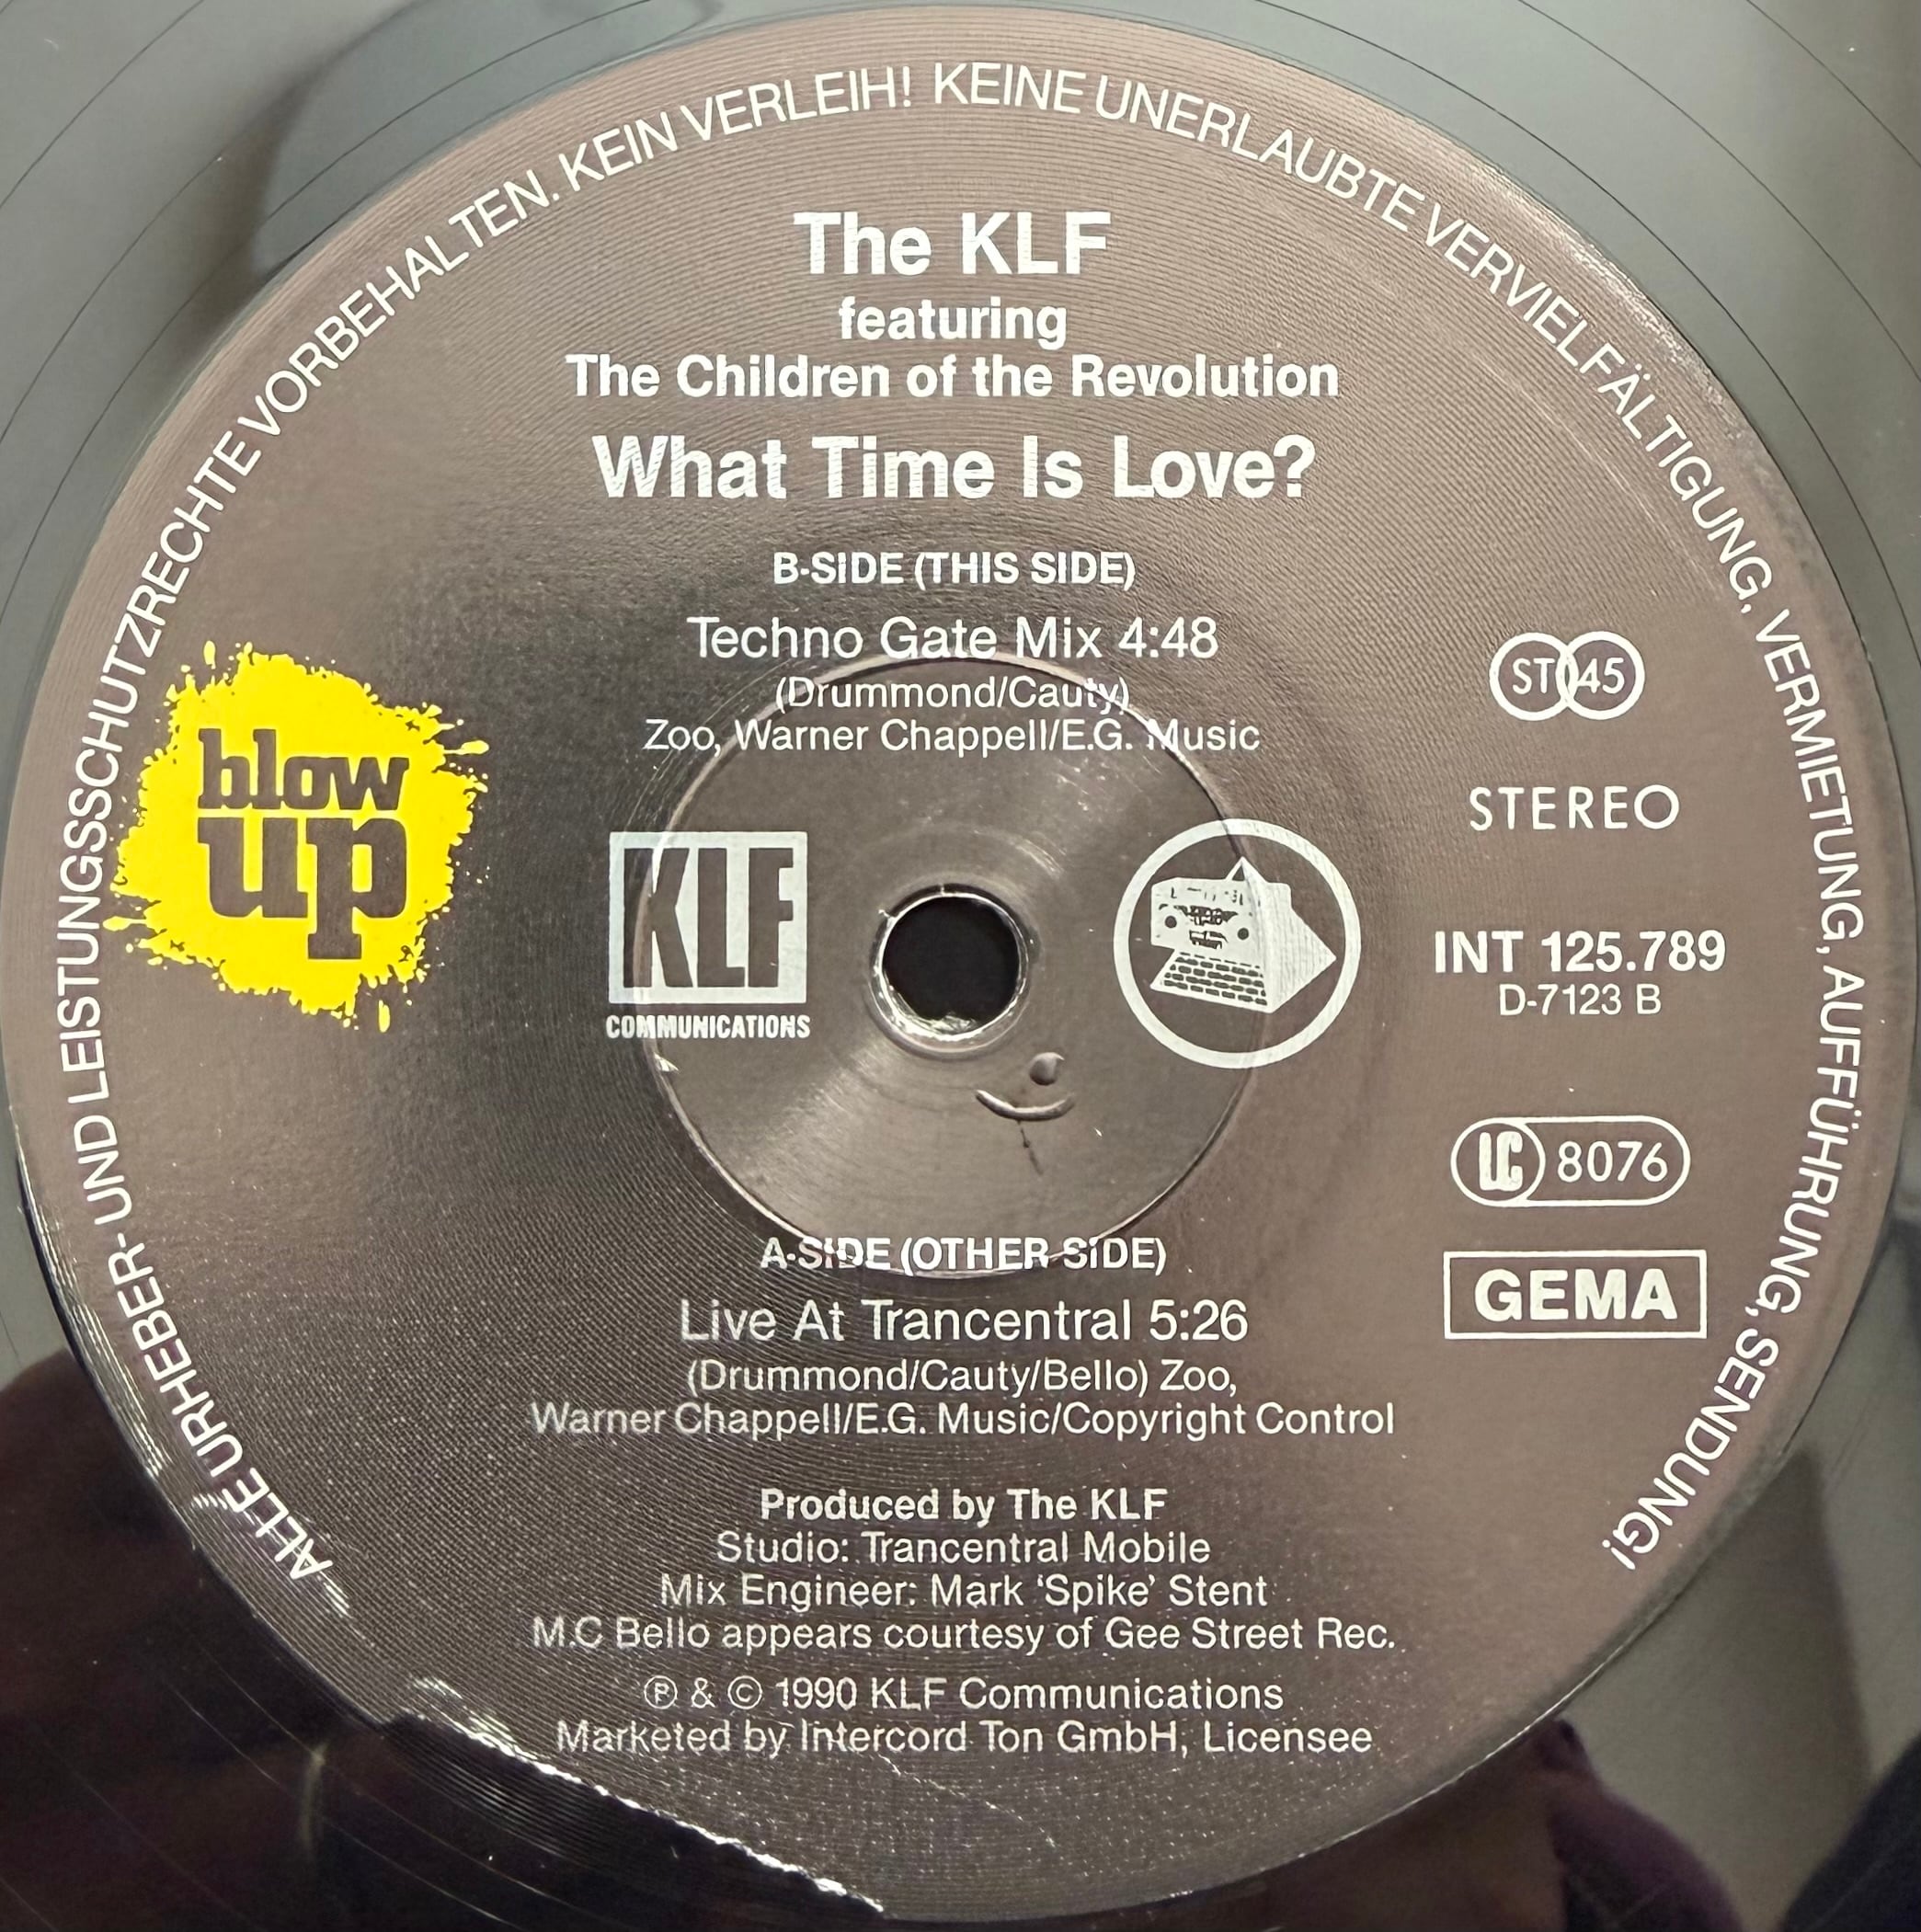 ALLE URHEBER- UND LEISTUNGSSCHUTZRECHTE VORBEHALTEN. KEIN VERLEIH! KEINE UNERLAUBTE VERVIELFÄLTIGUNG, VERMIETUNG, AUFFÜHRUNG, SENDUNG!
The KLF
featuring
The Children of the Revolution
What Time Is Love?
B-SIDE (THIS SIDE)
Techno Gate Mix 4:48
(Drummond/Cauty)
Zoo, Warner Chappell/E.G. Music
blow
up
KLF
COMMUNICATIONS
ST 45
STEREO
INT 125.789
D-7123 B
LC 8076
GEMA
A-SIDE (OTHER SIDE)
Live At Trancentral 5:26
(Drummond/Cauty/Bello) Zoo,
Warner Chappell/E.G. Music/Copyright Control
Produced by The KLF
Studio: Trancentral Mobile
Mix Engineer: Mark ‘Spike’ Stent
M.C Bello appears courtesy of Gee Street Rec.
Ⓟ & © 1990 KLF Communications
Marketed by Intercord Ton GmbH, Licensee